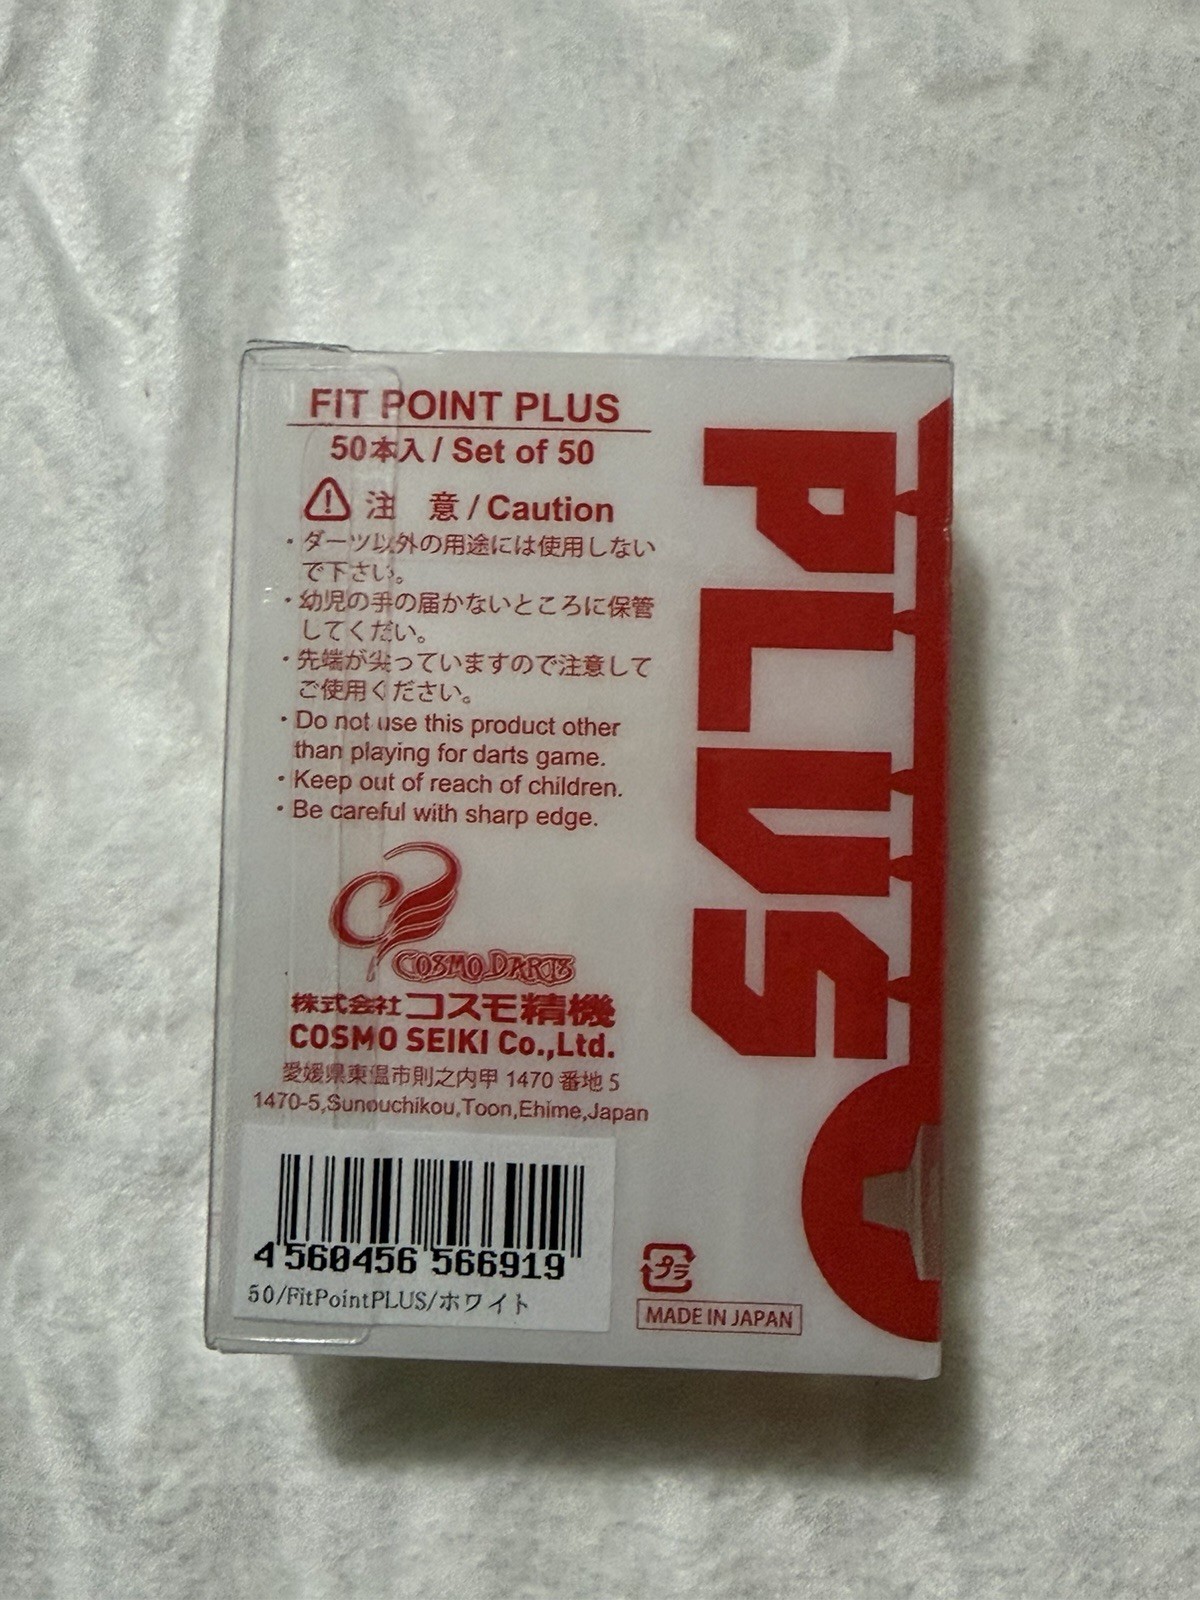 FIT POINT PLUS
50本入 / Set of 50
注 意 / Caution
・ダーツ以外の用途には使用しない
で下さい。
・幼児の手の届かないところに保管
してくだい。
・先端が尖っていますので注意して
ご使用ください。
・Do not use this product other
than playing for darts game.
・Keep out of reach of children.
・Be careful with sharp edge.
COSMO DARTS
株式会社コスモ精機
COSMO SEIKI Co.,Ltd.
愛媛県東温市則之内甲 1470 番地 5
1470-5,Sunouchikou,Toon,Ehime,Japan
4 560456 566919
50/FitPointPLUS/ホワイト
プラ
MADE IN JAPAN
PLUS